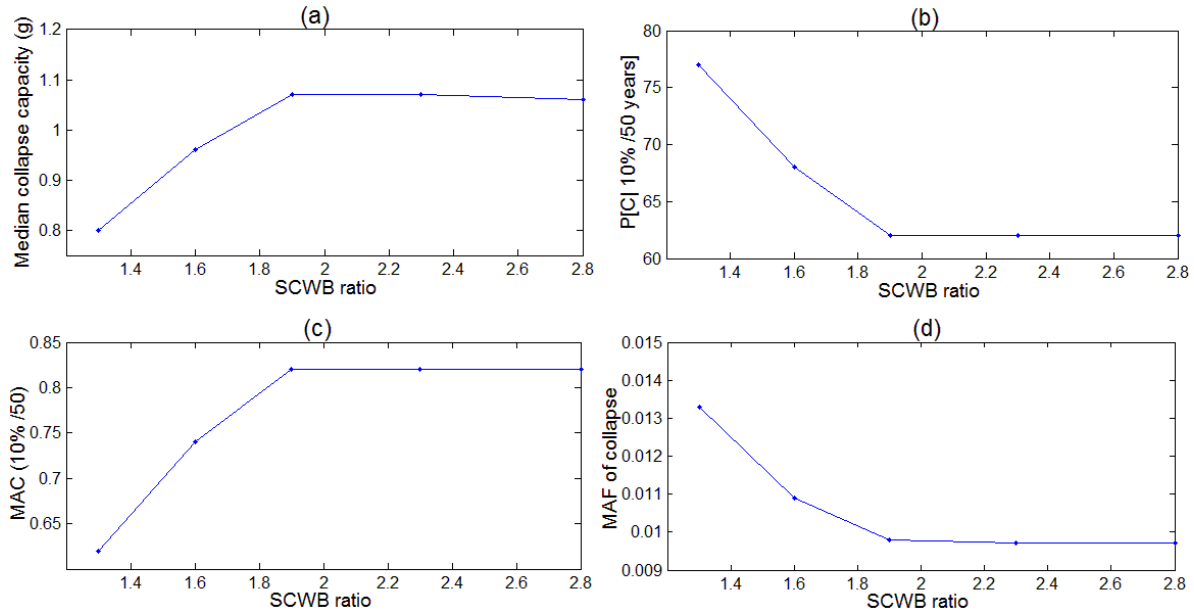 (a)
Median collapse capacity (g)
1.2
1.1
1
0.9
0.8
1.4 1.6 1.8 2 2.2 2.4 2.6 2.8
SCWB ratio
(b)
P[C| 10% /50 years]
80
75
70
65
60
1.4 1.6 1.8 2 2.2 2.4 2.6 2.8
SCWB ratio
(c)
MAC (10% /50)
0.85
0.8
0.75
0.7
0.65
1.4 1.6 1.8 2 2.2 2.4 2.6 2.8
SCWB ratio
(d)
MAF of collapse
0.015
0.014
0.013
0.012
0.011
0.01
0.009
1.4 1.6 1.8 2 2.2 2.4 2.6 2.8
SCWB ratio